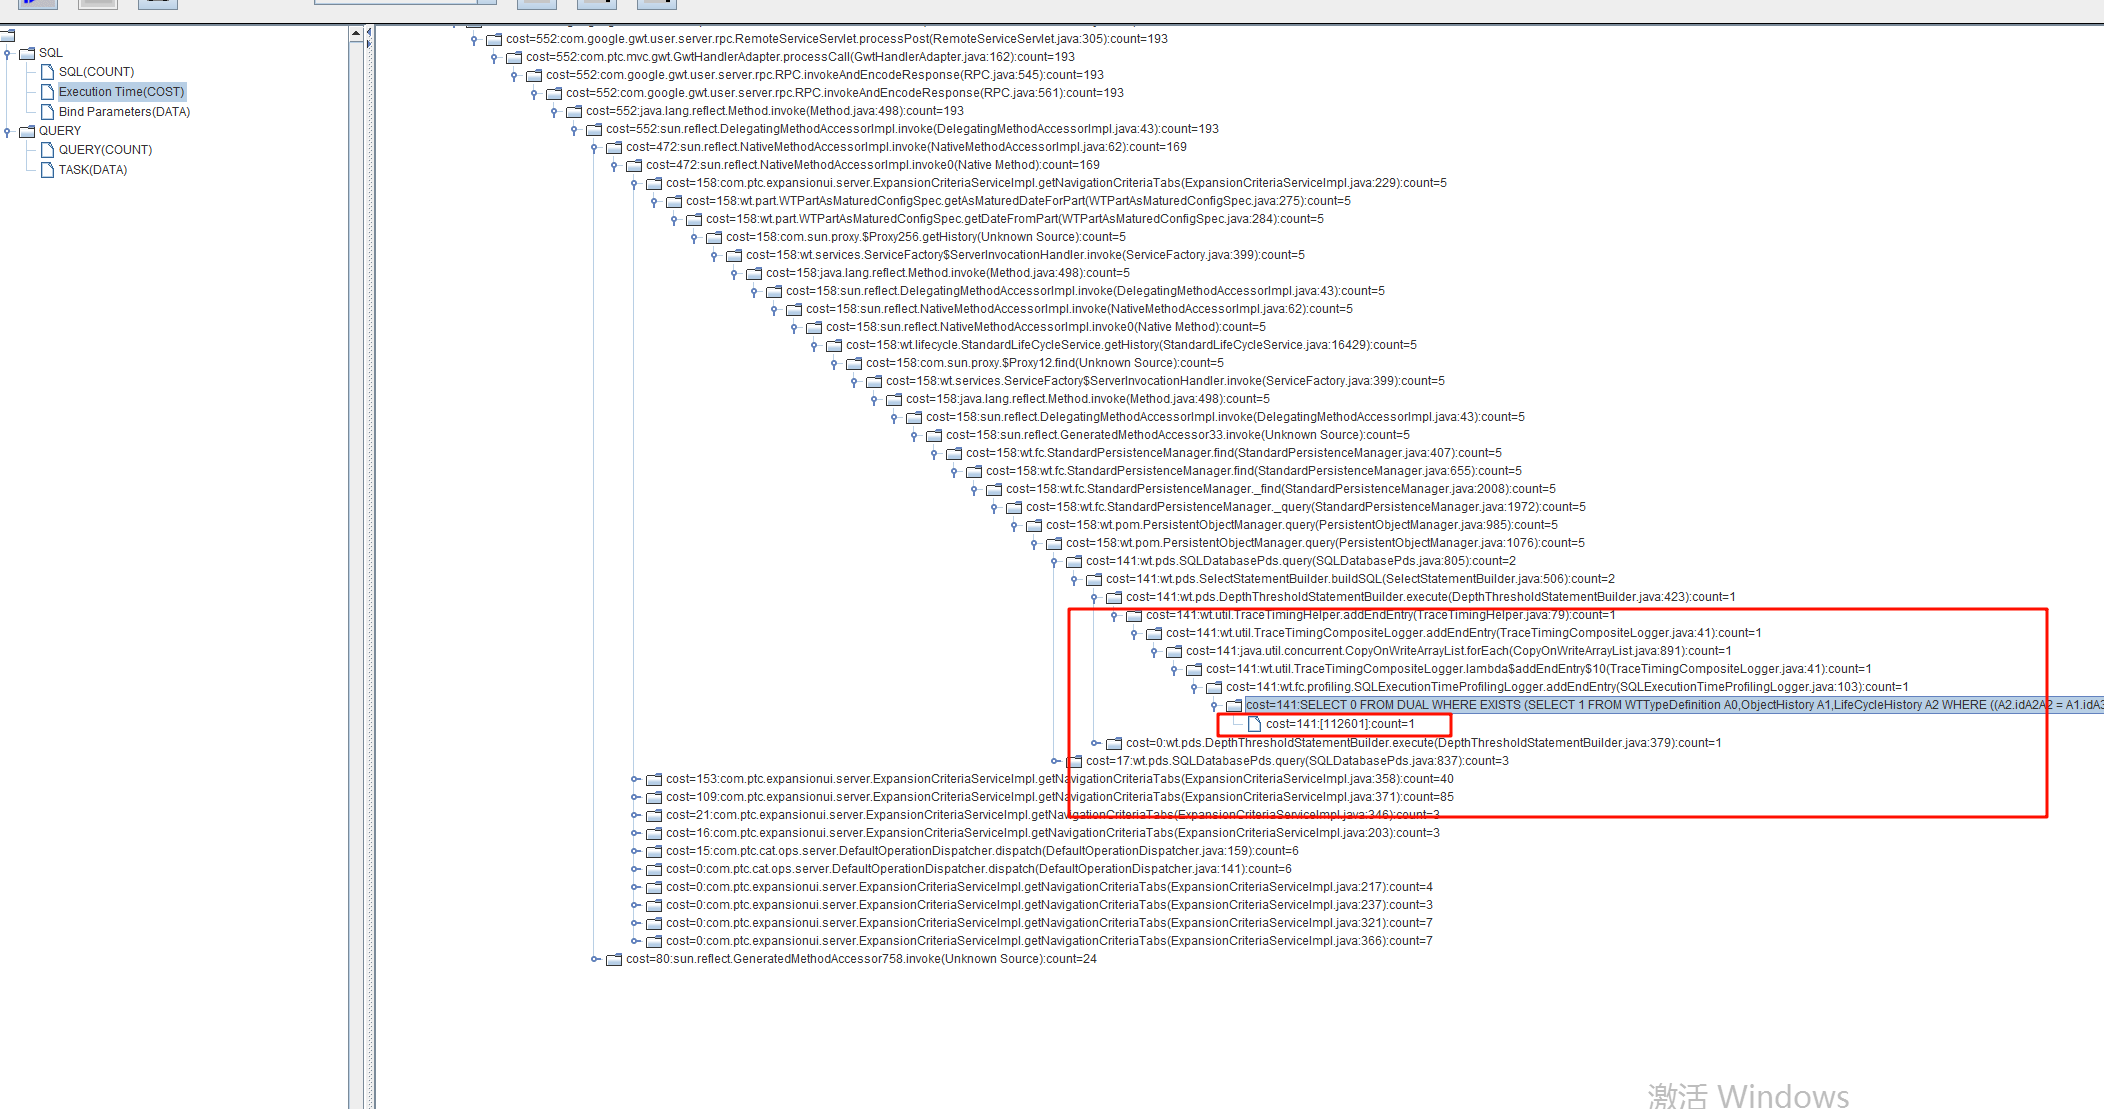 SQL
SQL(COUNT)
Execution Time(COST)
Bind Parameters(DATA)
QUERY
QUERY(COUNT)
TASK(DATA)
cost=552:com.google.gwt.user.server.rpc.RemoteServiceServlet.processPost(RemoteServiceServlet.java:305):count=193
cost=552:com.ptc.mvc.gwt.GwtHandlerAdapter.processCall(GwtHandlerAdapter.java:162):count=193
cost=552:com.google.gwt.user.server.rpc.RPC.invokeAndEncodeResponse(RPC.java:545):count=193
cost=552:com.google.gwt.user.server.rpc.RPC.invokeAndEncodeResponse(RPC.java:561):count=193
cost=552:java.lang.reflect.Method.invoke(Method.java:498):count=193
cost=552:sun.reflect.DelegatingMethodAccessorImpl.invoke(DelegatingMethodAccessorImpl.java:43):count=193
cost=472:sun.reflect.NativeMethodAccessorImpl.invoke(NativeMethodAccessorImpl.java:62):count=169
cost=472:sun.reflect.NativeMethodAccessorImpl.invoke0(Native Method):count=169
cost=158:com.ptc.expansionui.server.ExpansionCriteriaServiceImpl.getNavigationCriteriaTabs(ExpansionCriteriaServiceImpl.java:229):count=5
cost=158:wt.part.WTPartAsMaturedConfigSpec.getAsMaturedDateForPart(WTPartAsMaturedConfigSpec.java:275):count=5
cost=158:wt.part.WTPartAsMaturedConfigSpec.getDateFromPart(WTPartAsMaturedConfigSpec.java:284):count=5
cost=158:com.sun.proxy.$Proxy256.getHistory(Unknown Source):count=5
cost=158:wt.services.ServiceFactory$ServerInvocationHandler.invoke(ServiceFactory.java:399):count=5
cost=158:java.lang.reflect.Method.invoke(Method.java:498):count=5
cost=158:sun.reflect.DelegatingMethodAccessorImpl.invoke(DelegatingMethodAccessorImpl.java:43):count=5
cost=158:sun.reflect.NativeMethodAccessorImpl.invoke(NativeMethodAccessorImpl.java:62):count=5
cost=158:sun.reflect.NativeMethodAccessorImpl.invoke0(Native Method):count=5
cost=158:wt.lifecycle.StandardLifeCycleService.getHistory(StandardLifeCycleService.java:16429):count=5
cost=158:com.sun.proxy.$Proxy12.find(Unknown Source):count=5
cost=158:wt.services.ServiceFactory$ServerInvocationHandler.invoke(ServiceFactory.java:399):count=5
cost=158:java.lang.reflect.Method.invoke(Method.java:498):count=5
cost=158:sun.reflect.DelegatingMethodAccessorImpl.invoke(DelegatingMethodAccessorImpl.java:43):count=5
cost=158:sun.reflect.GeneratedMethodAccessor33.invoke(Unknown Source):count=5
cost=158:wt.fc.StandardPersistenceManager.find(StandardPersistenceManager.java:407):count=5
cost=158:wt.fc.StandardPersistenceManager.find(StandardPersistenceManager.java:655):count=5
cost=158:wt.fc.StandardPersistenceManager._find(StandardPersistenceManager.java:2008):count=5
cost=158:wt.fc.StandardPersistenceManager._query(StandardPersistenceManager.java:1972):count=5
cost=158:wt.pom.PersistentObjectManager.query(PersistentObjectManager.java:985):count=5
cost=158:wt.pom.PersistentObjectManager.query(PersistentObjectManager.java:1076):count=5
cost=141:wt.pds.SQLDatabasePds.query(SQLDatabasePds.java:805):count=2
cost=141:wt.pds.SelectStatementBuilder.buildSQL(SelectStatementBuilder.java:506):count=2
cost=141:wt.pds.DepthThresholdStatementBuilder.execute(DepthThresholdStatementBuilder.java:423):count=1
cost=141:wt.util.TraceTimingHelper.addEndEntry(TraceTimingHelper.java:79):count=1
cost=141:wt.util.TraceTimingCompositeLogger.addEndEntry(TraceTimingCompositeLogger.java:41):count=1
cost=141:java.util.concurrent.CopyOnWriteArrayList.forEach(CopyOnWriteArrayList.java:891):count=1
cost=141:wt.util.TraceTimingCompositeLogger.lambda$addEndEntry$10(TraceTimingCompositeLogger.java:41):count=1
cost=141:wt.fc.profiling.SQLExecutionTimeProfilingLogger.addEndEntry(SQLExecutionTimeProfilingLogger.java:103):count=1
cost=141:SELECT 0 FROM DUAL WHERE EXISTS (SELECT 1 FROM WTTypeDefinition A0,ObjectHistory A1,LifeCycleHistory A2 WHERE ((A2.idA2A2 = A1.idA3
cost=141:[112601]:count=1
cost=0:wt.pds.DepthThresholdStatementBuilder.execute(DepthThresholdStatementBuilder.java:379):count=1
cost=17:wt.pds.SQLDatabasePds.query(SQLDatabasePds.java:837):count=3
cost=153:com.ptc.expansionui.server.ExpansionCriteriaServiceImpl.getNavigationCriteriaTabs(ExpansionCriteriaServiceImpl.java:358):count=40
cost=109:com.ptc.expansionui.server.ExpansionCriteriaServiceImpl.getNavigationCriteriaTabs(ExpansionCriteriaServiceImpl.java:371):count=85
cost=21:com.ptc.expansionui.server.ExpansionCriteriaServiceImpl.getNavigationCriteriaTabs(ExpansionCriteriaServiceImpl.java:346):count=3
cost=16:com.ptc.expansionui.server.ExpansionCriteriaServiceImpl.getNavigationCriteriaTabs(ExpansionCriteriaServiceImpl.java:203):count=3
cost=15:com.ptc.cat.ops.server.DefaultOperationDispatcher.dispatch(DefaultOperationDispatcher.java:159):count=6
cost=0:com.ptc.cat.ops.server.DefaultOperationDispatcher.dispatch(DefaultOperationDispatcher.java:141):count=6
cost=0:com.ptc.expansionui.server.ExpansionCriteriaServiceImpl.getNavigationCriteriaTabs(ExpansionCriteriaServiceImpl.java:217):count=4
cost=0:com.ptc.expansionui.server.ExpansionCriteriaServiceImpl.getNavigationCriteriaTabs(ExpansionCriteriaServiceImpl.java:237):count=3
cost=0:com.ptc.expansionui.server.ExpansionCriteriaServiceImpl.getNavigationCriteriaTabs(ExpansionCriteriaServiceImpl.java:321):count=7
cost=0:com.ptc.expansionui.server.ExpansionCriteriaServiceImpl.getNavigationCriteriaTabs(ExpansionCriteriaServiceImpl.java:366):count=7
cost=80:sun.reflect.GeneratedMethodAccessor758.invoke(Unknown Source):count=24
激活 Windows